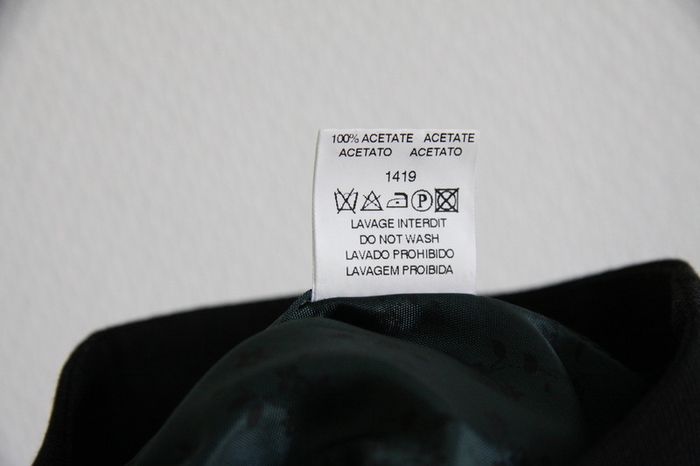 100% ACETATE ACETATE
ACETATO ACETATO
1419
P
LAVAGE INTERDIT
DO NOT WASH
LAVADO PROHIBIDO
LAVAGEM PROIBIDA